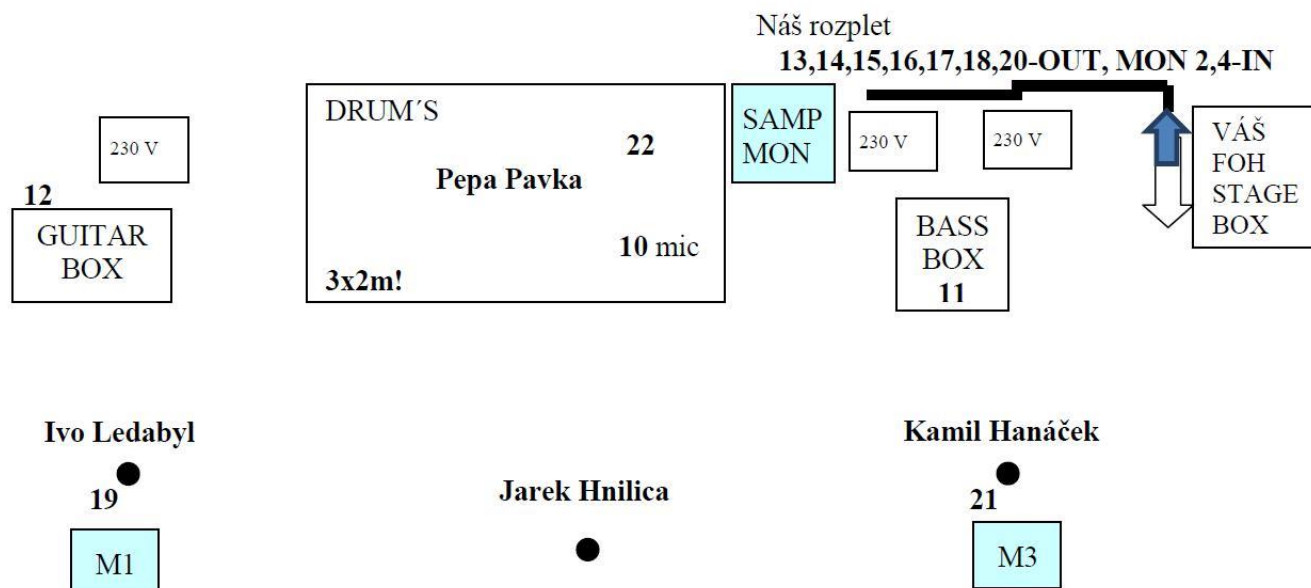 Náš rozplet
13,14,15,16,17,18,20-OUT, MON 2,4-IN
DRUM´S
22
Pepa Pavka
10 mic
3x2m!
SAMP
MON
230 V
230 V
230 V
VÁŠ
FOH
STAGE
BOX
12
GUITAR
BOX
BASS
BOX
11
Ivo Ledabyl
19
M1
Jarek Hnilica
Kamil Hanáček
21
M3